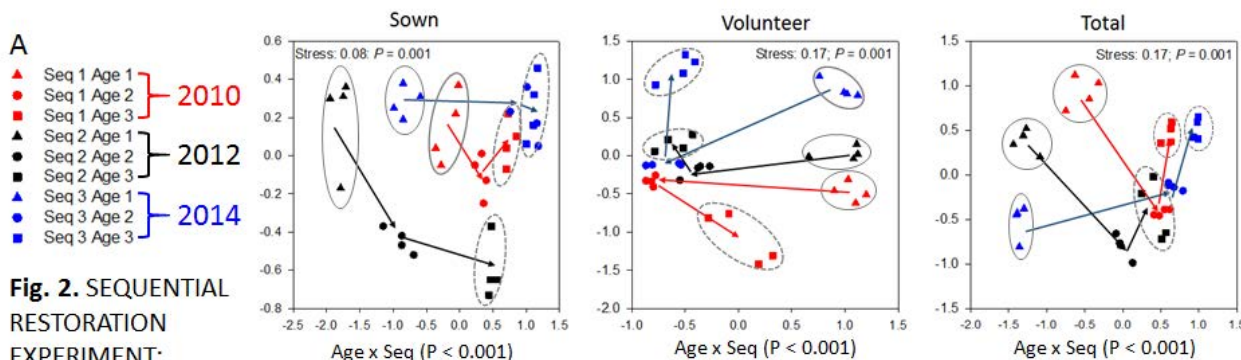 A
Seq 1 Age 1
Seq 1 Age 2
Seq 1 Age 3
2010
Seq 2 Age 1
Seq 2 Age 2
Seq 2 Age 3
2012
Seq 3 Age 1
Seq 3 Age 2
Seq 3 Age 3
2014
Fig. 2. SEQUENTIAL
RESTORATION
EXPERIMENT:
Sown
Stress: 0.08; P = 0.001
0.6
0.4
0.2
0.0
-0.2
-0.4
-0.6
-0.8
-2.5 -2.0 -1.5 -1.0 -0.5 0.0 0.5 1.0 1.5
Age x Seq (P < 0.001)
Volunteer
Stress: 0.17; P = 0.001
1.5
1.0
0.5
0.0
-0.5
-1.0
-1.5
-2.0
-1.0 -0.5 0.0 0.5 1.0 1.5
Age x Seq (P < 0.001)
Total
Stress: 0.17; P = 0.001
1.5
1.0
0.5
0.0
-0.5
-1.0
-1.5
-2.0 -1.5 -1.0 -0.5 0.0 0.5 1.0 1.5
Age x Seq (P < 0.001)